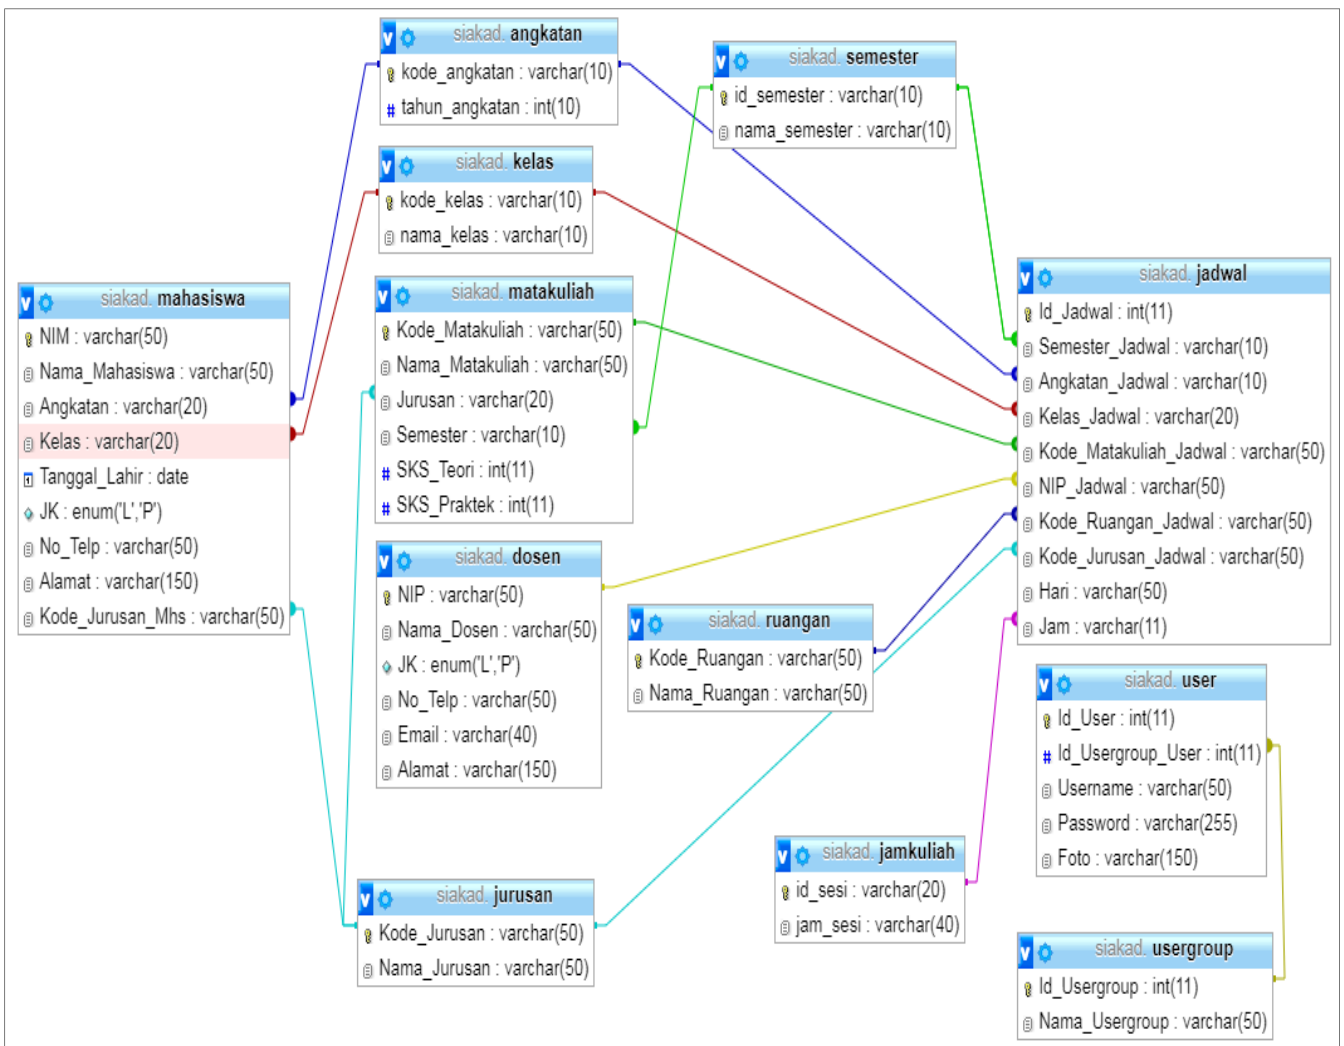 siakad. angkatan
kode_angkatan : varchar(10)
# tahun_angkatan : int(10)
siakad. semester
id_semester : varchar(10)
nama_semester : varchar(10)
siakad. kelas
kode_kelas : varchar(10)
nama_kelas : varchar(10)
siakad. mahasiswa
NIM : varchar(50)
Nama_Mahasiswa : varchar(50)
Angkatan : varchar(20)
Kelas : varchar(20)
Tanggal_Lahir : date
JK : enum('L','P')
No_Telp : varchar(50)
Alamat : varchar(150)
Kode_Jurusan_Mhs : varchar(50)
siakad. matakuliah
Kode_Matakuliah : varchar(50)
Nama_Matakuliah : varchar(50)
Jurusan : varchar(20)
Semester : varchar(10)
# SKS_Teori : int(11)
# SKS_Praktek : int(11)
siakad. jadwal
Id_Jadwal : int(11)
Semester_Jadwal : varchar(10)
Angkatan_Jadwal : varchar(10)
Kelas_Jadwal : varchar(20)
Kode_Matakuliah_Jadwal : varchar(50)
NIP_Jadwal : varchar(50)
Kode_Ruangan_Jadwal : varchar(50)
Kode_Jurusan_Jadwal : varchar(50)
Hari : varchar(50)
Jam : varchar(11)
siakad. dosen
NIP : varchar(50)
Nama_Dosen : varchar(50)
JK : enum('L','P')
No_Telp : varchar(50)
Email : varchar(40)
Alamat : varchar(150)
siakad. ruangan
Kode_Ruangan : varchar(50)
Nama_Ruangan : varchar(50)
siakad. user
Id_User : int(11)
# Id_Usergroup_User : int(11)
Username : varchar(50)
Password : varchar(255)
Foto : varchar(150)
siakad. jamkuliah
id_sesi : varchar(20)
jam_sesi : varchar(40)
siakad. jurusan
Kode_Jurusan : varchar(50)
Nama_Jurusan : varchar(50)
siakad. usergroup
Id_Usergroup : int(11)
Nama_Usergroup : varchar(50)